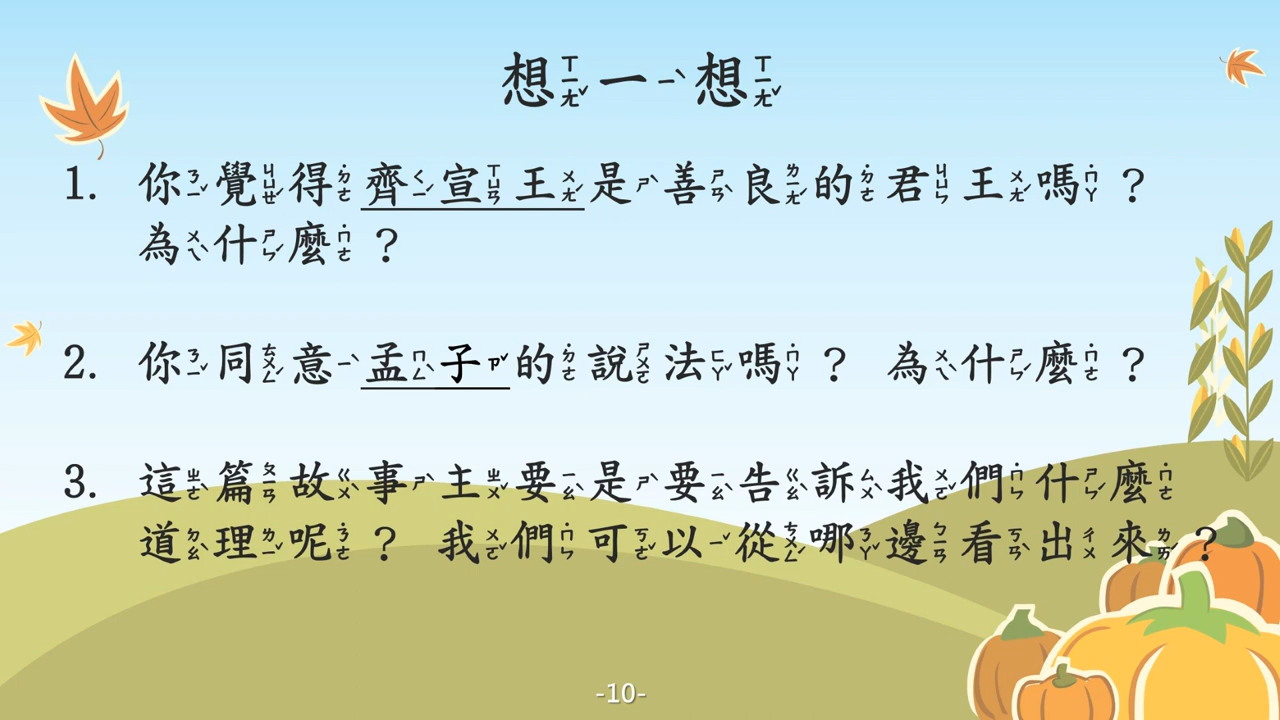 想一想
1. 你覺得齊宣王是善良的君王嗎？
為什麼？
2. 你同意孟子的說法嗎？ 為什麼？
3. 這篇故事主要是要告訴我們什麼
道理呢？ 我們可以從哪邊看出來？
-10-